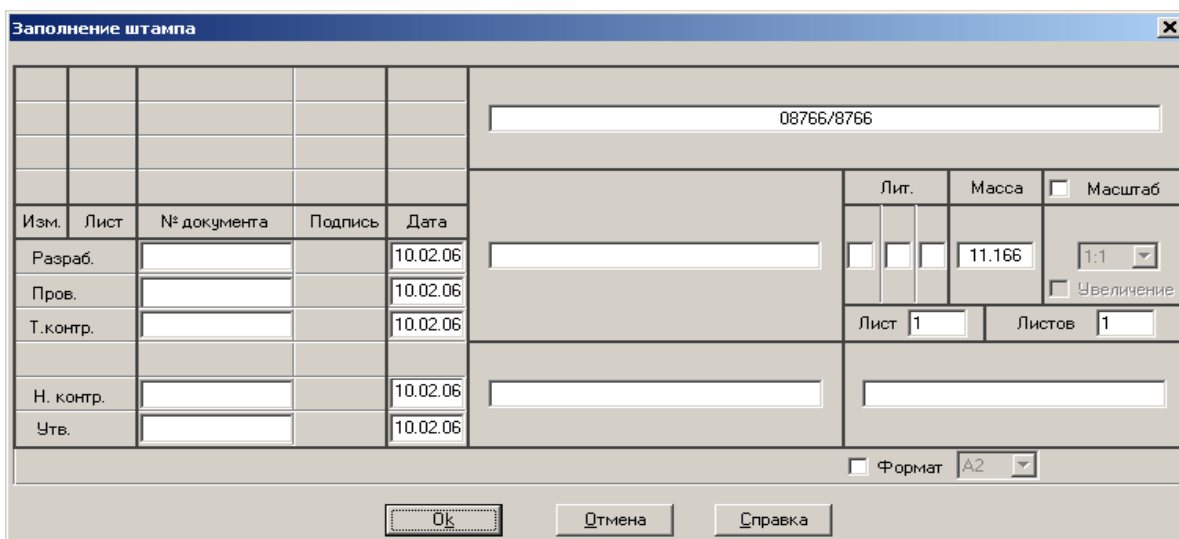 Заполнение штампа
08766/8766
Лит. Масса Масштаб
Изм. Лист № документа Подпись Дата
Разраб. 10.02.06 11.166 1:1
Пров. 10.02.06 Увеличение
Т.контр. 10.02.06 Лист 1 Листов 1
Н. контр. 10.02.06
Утв. 10.02.06
Формат A2
Ok Отмена Справка